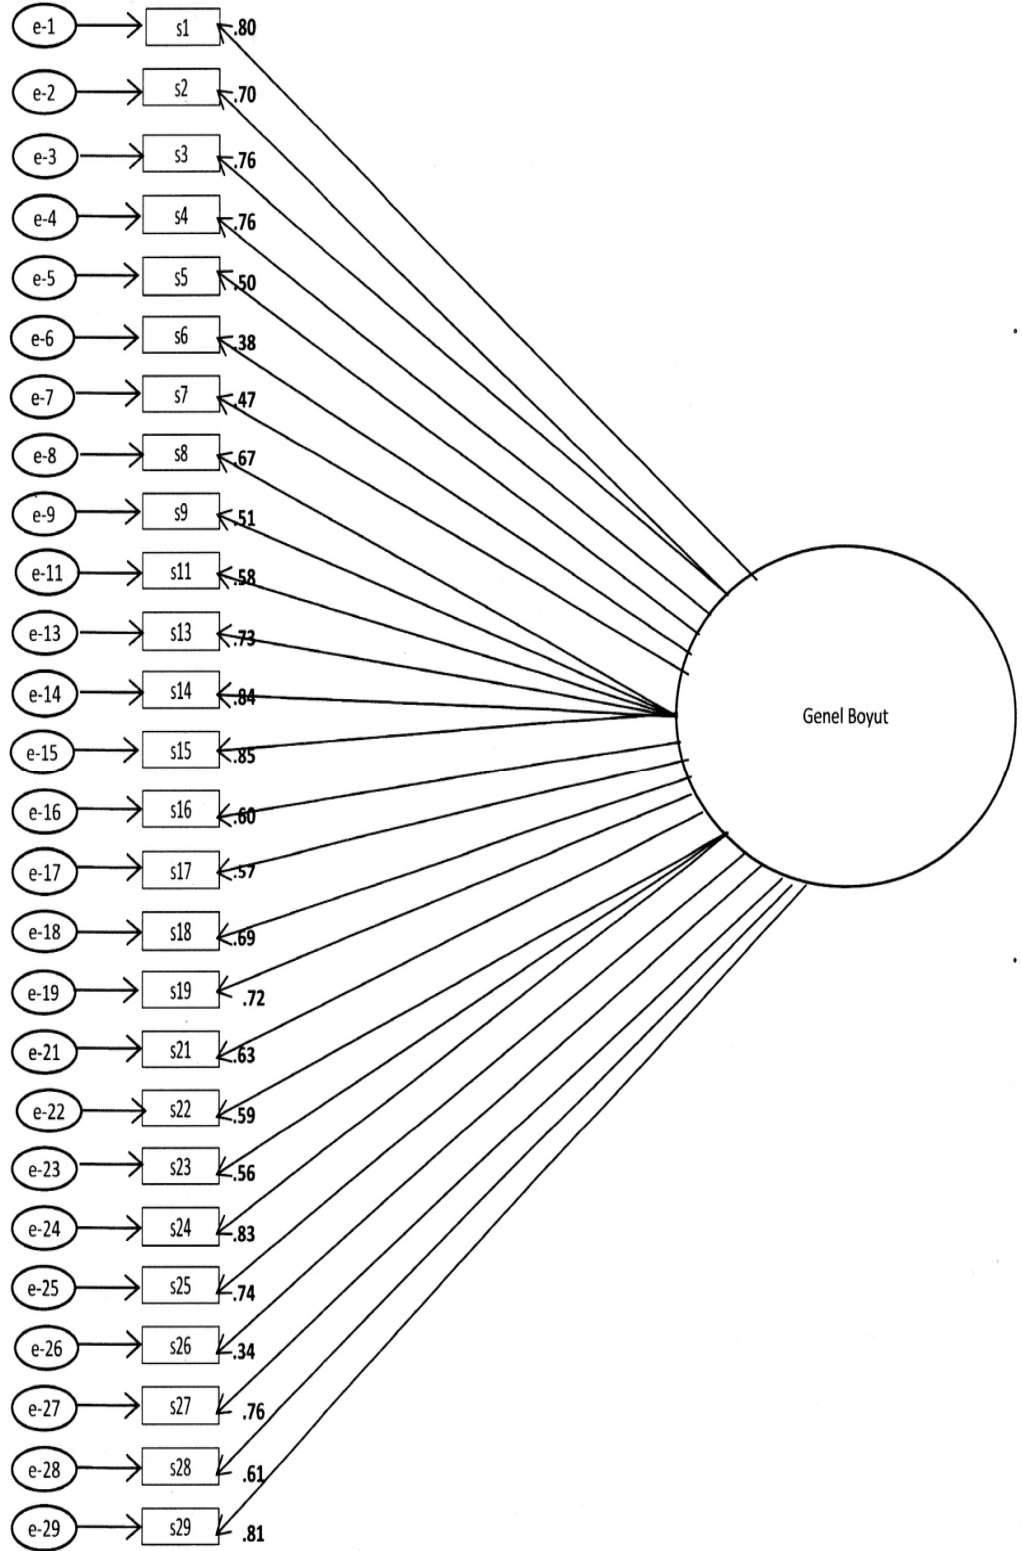 e-1 s1 .80
e-2 s2 .70
e-3 s3 .76
e-4 s4 .76
e-5 s5 .50
e-6 s6 .38
e-7 s7 .47
e-8 s8 .67
e-9 s9 .51
e-11 s11 .58
e-13 s13 .73
e-14 s14 .84
Genel Boyut
e-15 s15 .85
e-16 s16 .60
e-17 s17 .57
e-18 s18 .69
e-19 s19 .72
e-21 s21 .63
e-22 s22 .59
e-23 s23 .56
e-24 s24 .83
e-25 s25 .74
e-26 s26 .34
e-27 s27 .76
e-28 s28 .61
e-29 s29 .81